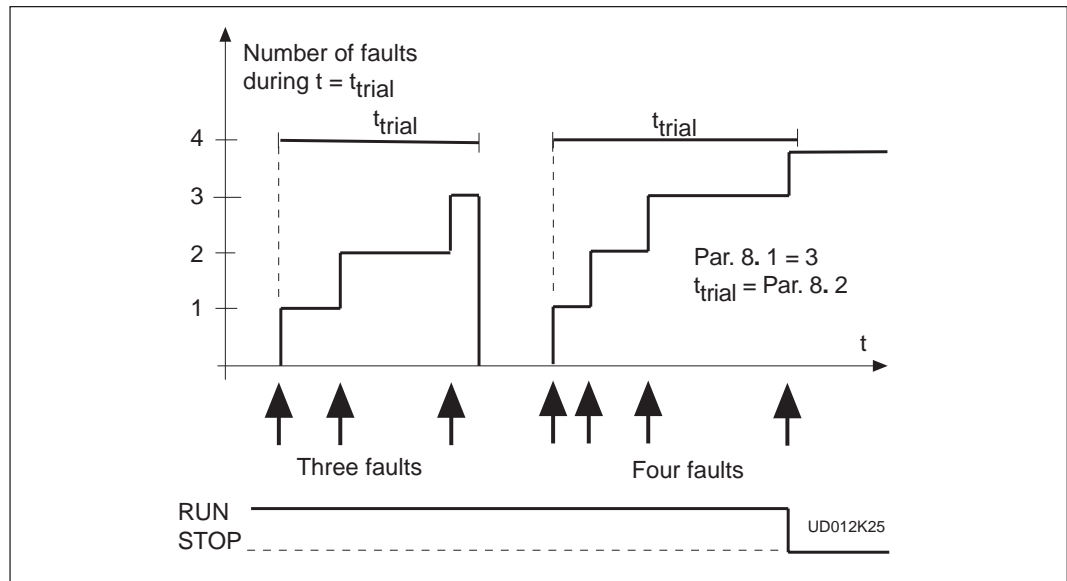 Number of faults
during t = t_trial
t_trial
t_trial
4
3
2
1
Par. 8. 1 = 3
t_trial = Par. 8. 2
t
Three faults
Four faults
RUN
STOP
UD012K25